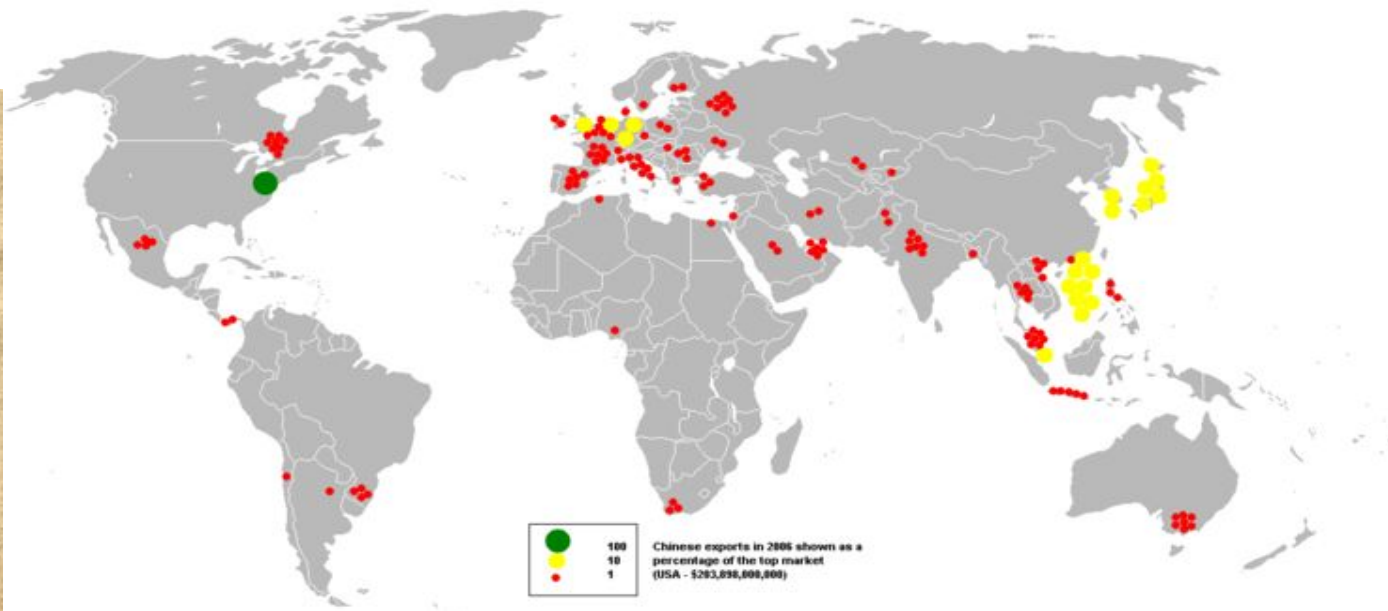 100 Chinese exports in 2006 shown as a
10 percentage of the top market
1 (USA - $203,898,000,000)